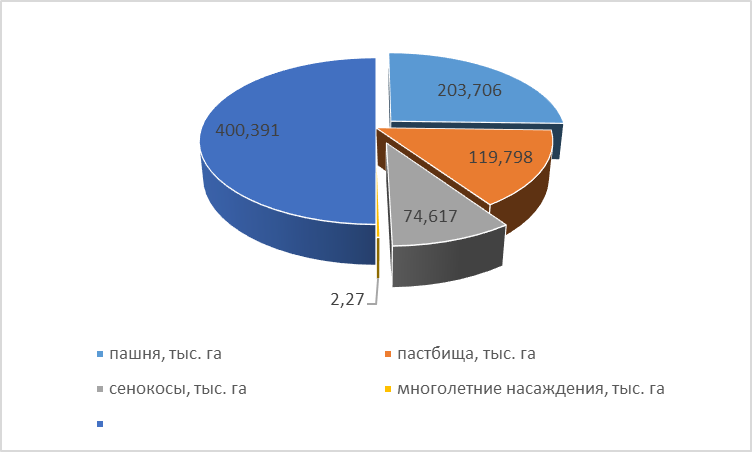 203,706
400,391
119,798
74,617
2,27
пашня, тыс. га
пастбища, тыс. га
сенокосы, тыс. га
многолетние насаждения, тыс. га